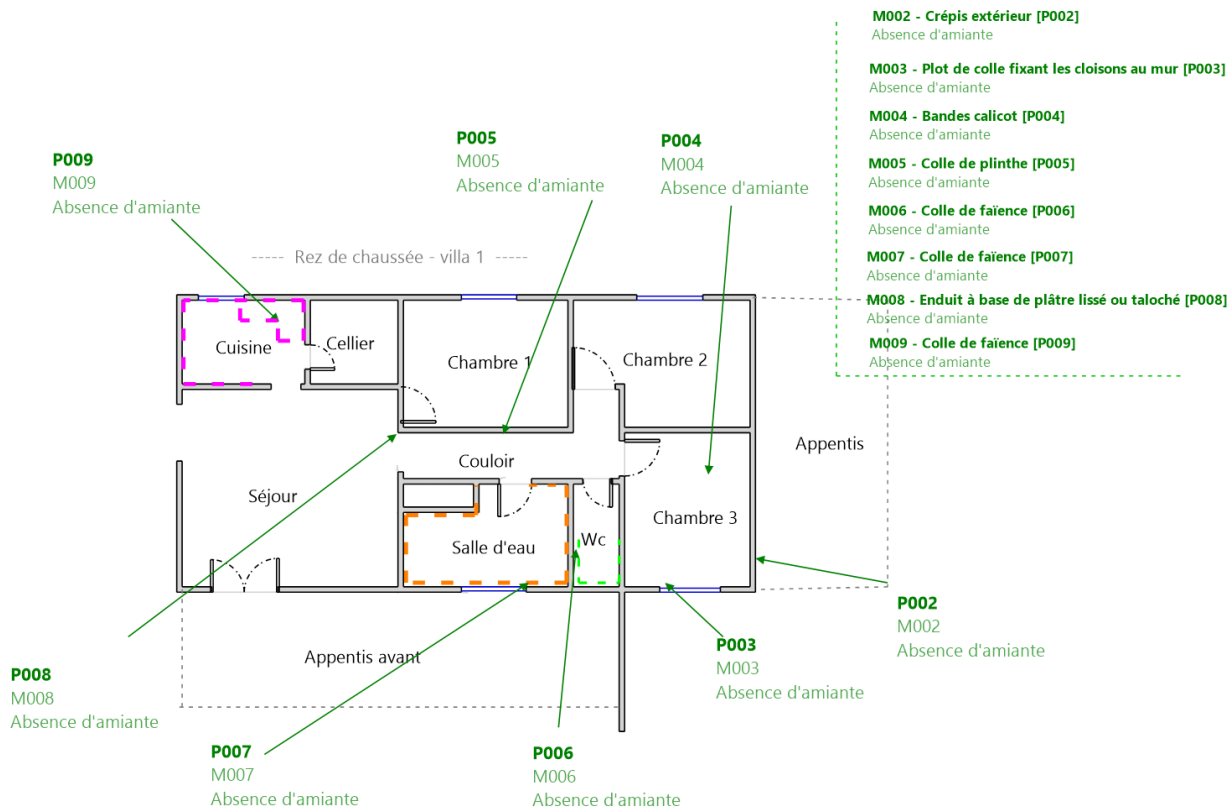 M002 - Crépis extérieur [P002]
Absence d'amiante
M003 - Plot de colle fixant les cloisons au mur [P003]
Absence d'amiante
M004 - Bandes calicot [P004]
Absence d'amiante
M005 - Colle de plinthe [P005]
Absence d'amiante
M006 - Colle de faïence [P006]
Absence d'amiante
M007 - Colle de faïence [P007]
Absence d'amiante
M008 - Enduit à base de plâtre lissé ou taloché [P008]
Absence d'amiante
M009 - Colle de faïence [P009]
Absence d'amiante
P009
M009
Absence d'amiante
P005
M005
Absence d'amiante
P004
M004
Absence d'amiante
----- Rez de chaussée - villa 1 -----
Cuisine
Cellier
Chambre 1
Chambre 2
Appentis
Couloir
Séjour
Salle d'eau
Wc
Chambre 3
Appentis avant
P002
M002
Absence d'amiante
P003
M003
Absence d'amiante
P008
M008
Absence d'amiante
P007
M007
Absence d'amiante
P006
M006
Absence d'amiante